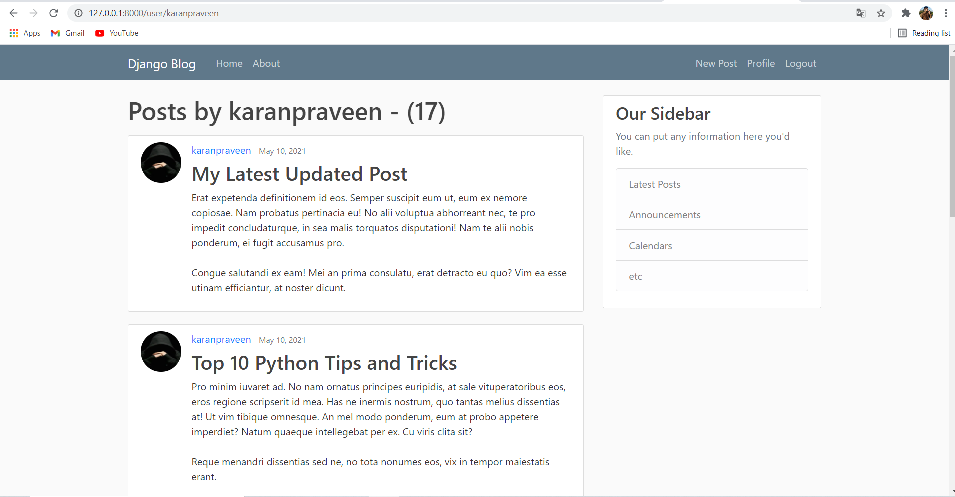 127.0.0.1:8000/user/karanpraveen
Apps Gmail YouTube Reading list
Django Blog Home About New Post Profile Logout
Posts by karanpraveen - (17)
karanpraveen May 10, 2021
My Latest Updated Post
Erat expetenda definitionem id eos. Semper suscipit eum ut, eum ex nemore
copiosae. Nam probatus pertinacia eu! No alii voluptua abhorreant nec, te pro
impedit concludaturque, in sea malis torquatos disputationi! Nam te alii nobis
ponderum, ei fugit accusamus pro.
Congue salutandi ex eam! Mei an prima consulatu, erat detracto eu quo? Vim ea esse
utinam efficiantur, at noster dicunt.
karanpraveen May 10, 2021
Top 10 Python Tips and Tricks
Pro minim iuvaret ad. No nam ornatus principes euripidis, at sale vituperatoribus eos,
eros regione scripserit id mea. Has ne inermis nostrum, quo tantas melius dissentias
at! Ut vim tibique omnesque. An mel modo ponderum, eum at probo appetere
imperdiet? Natum quaeque intellegebat per ex. Cu viris clita sit?
Reque menandri dissentias sed ne, no tota nonumes eos, vix in tempor maiestatis
erant.
Our Sidebar
You can put any information here you'd
like.
Latest Posts
Announcements
Calendars
etc